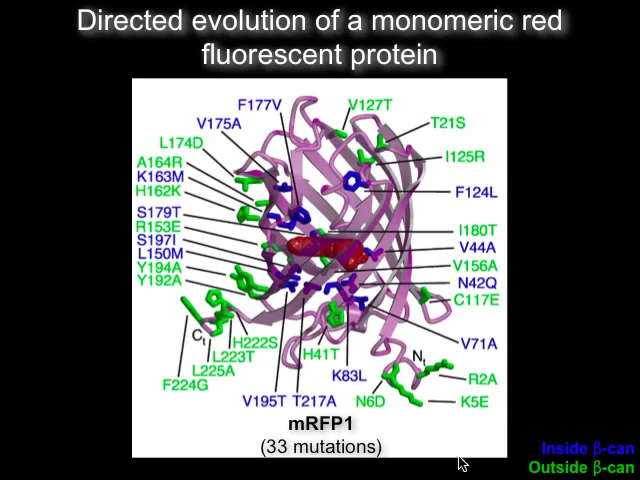 Directed evolution of a monomeric red
fluorescent protein
F177V
V127T
V175A
T21S
L174D
I125R
A164R
K163M
H162K
F124L
S179T
R153E
I180T
S197I
V44A
L150M
V156A
Y194A
N42Q
Y192A
C117E
Ct
H222S
V71A
L223T
H41T
Nt
L225A
K83L
R2A
F224G
V195T T217A
N6D
K5E
mRFP1
(33 mutations)
Inside β-can
Outside β-can